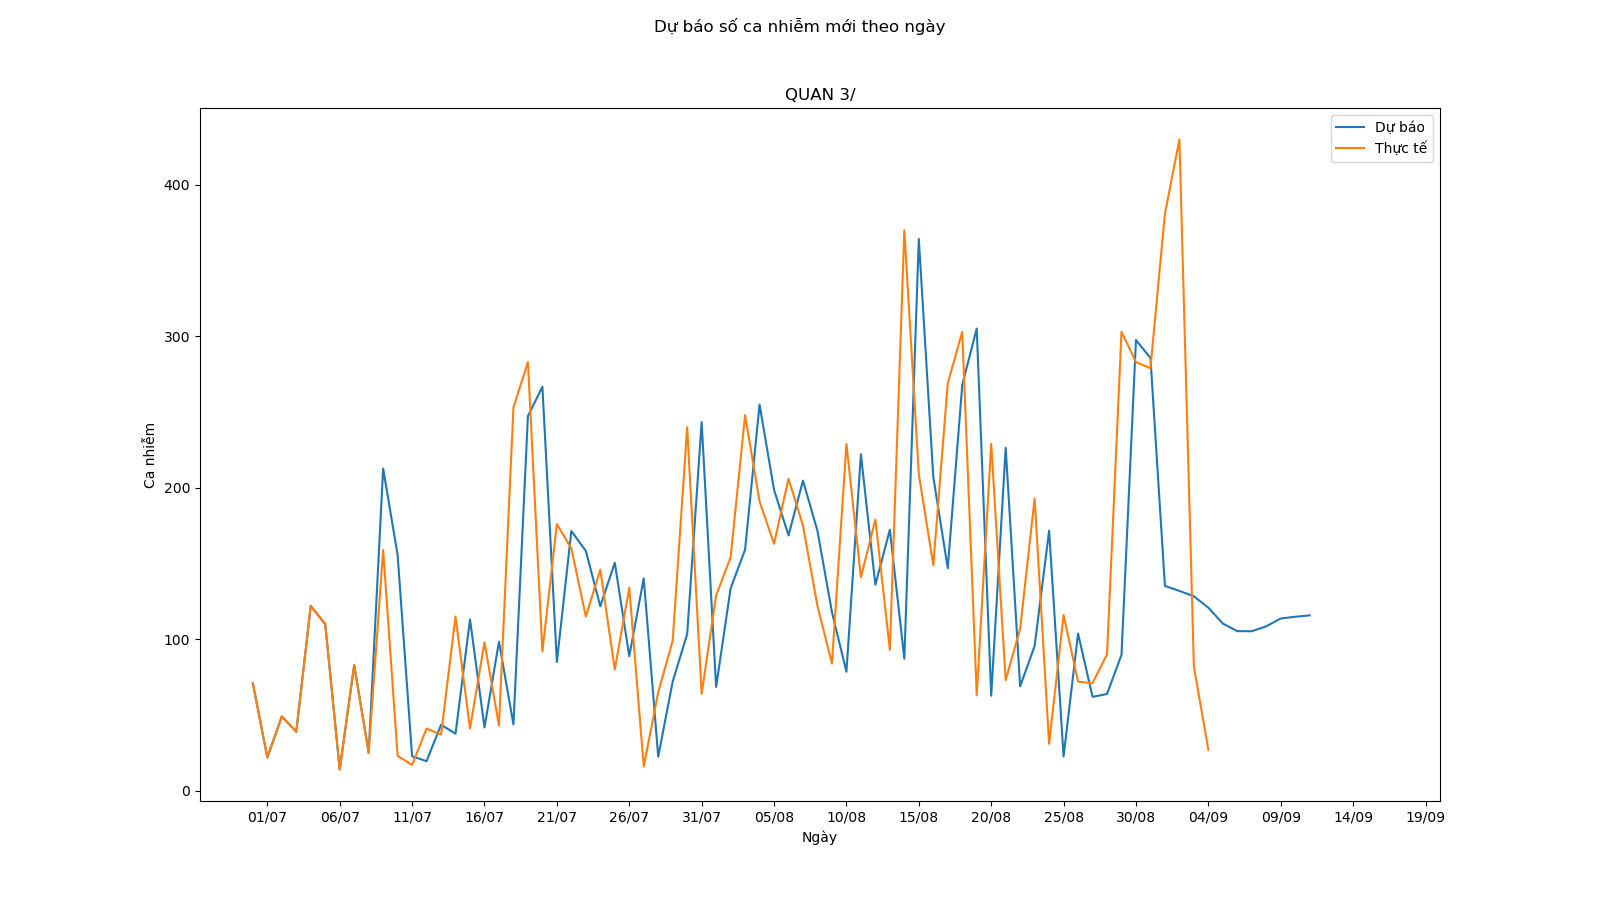 Dự báo số ca nhiễm mới theo ngày
QUAN 3/
Dự báo
Thực tế
400
300
200
100
0
Ca nhiễm
01/07 06/07 11/07 16/07 21/07 26/07 31/07 05/08 10/08 15/08 20/08 25/08 30/08 04/09 09/09 14/09 19/09
Ngày